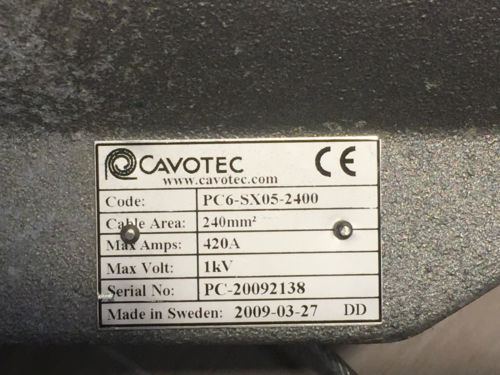 CAVOTEC CE
www.cavotec.com
Code: PC6-SX05-2400
Cable Area: 240mm²
Max Amps: 420A
Max Volt: 1kV
Serial No: PC-20092138
Made in Sweden: 2009-03-27 DD